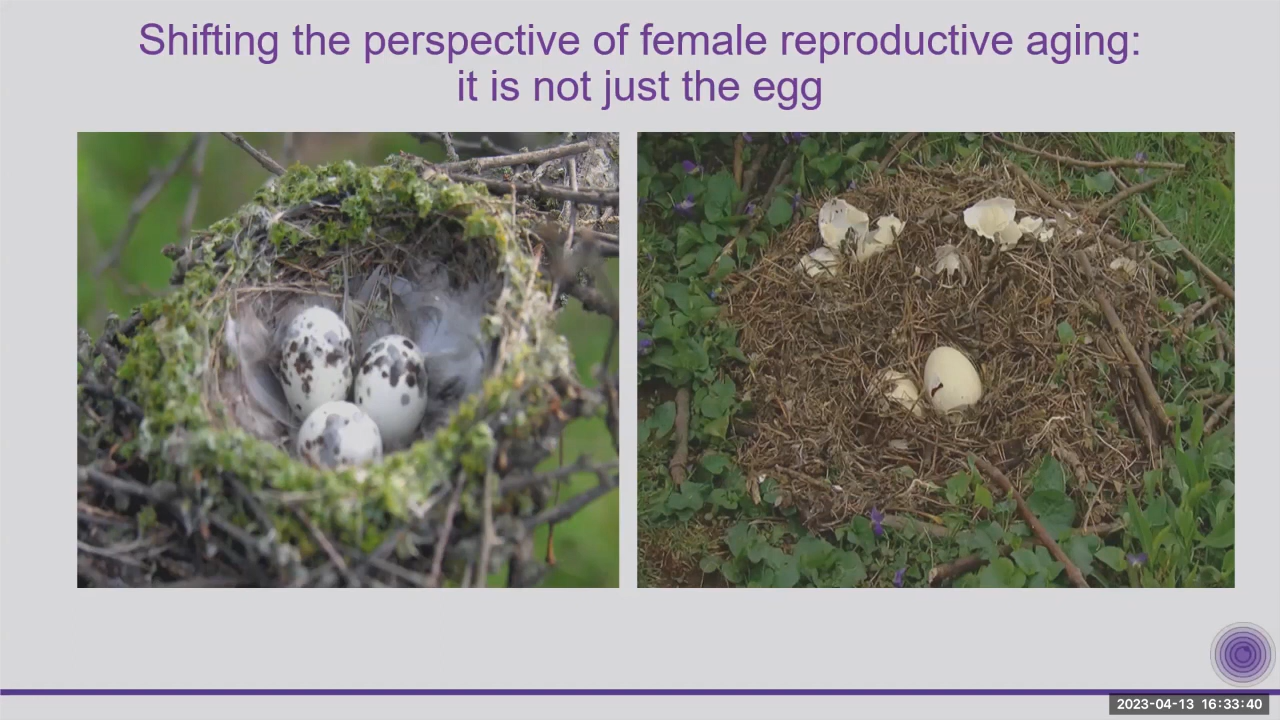 Shifting the perspective of female reproductive aging:
it is not just the egg
2023-04-13 16:33:40